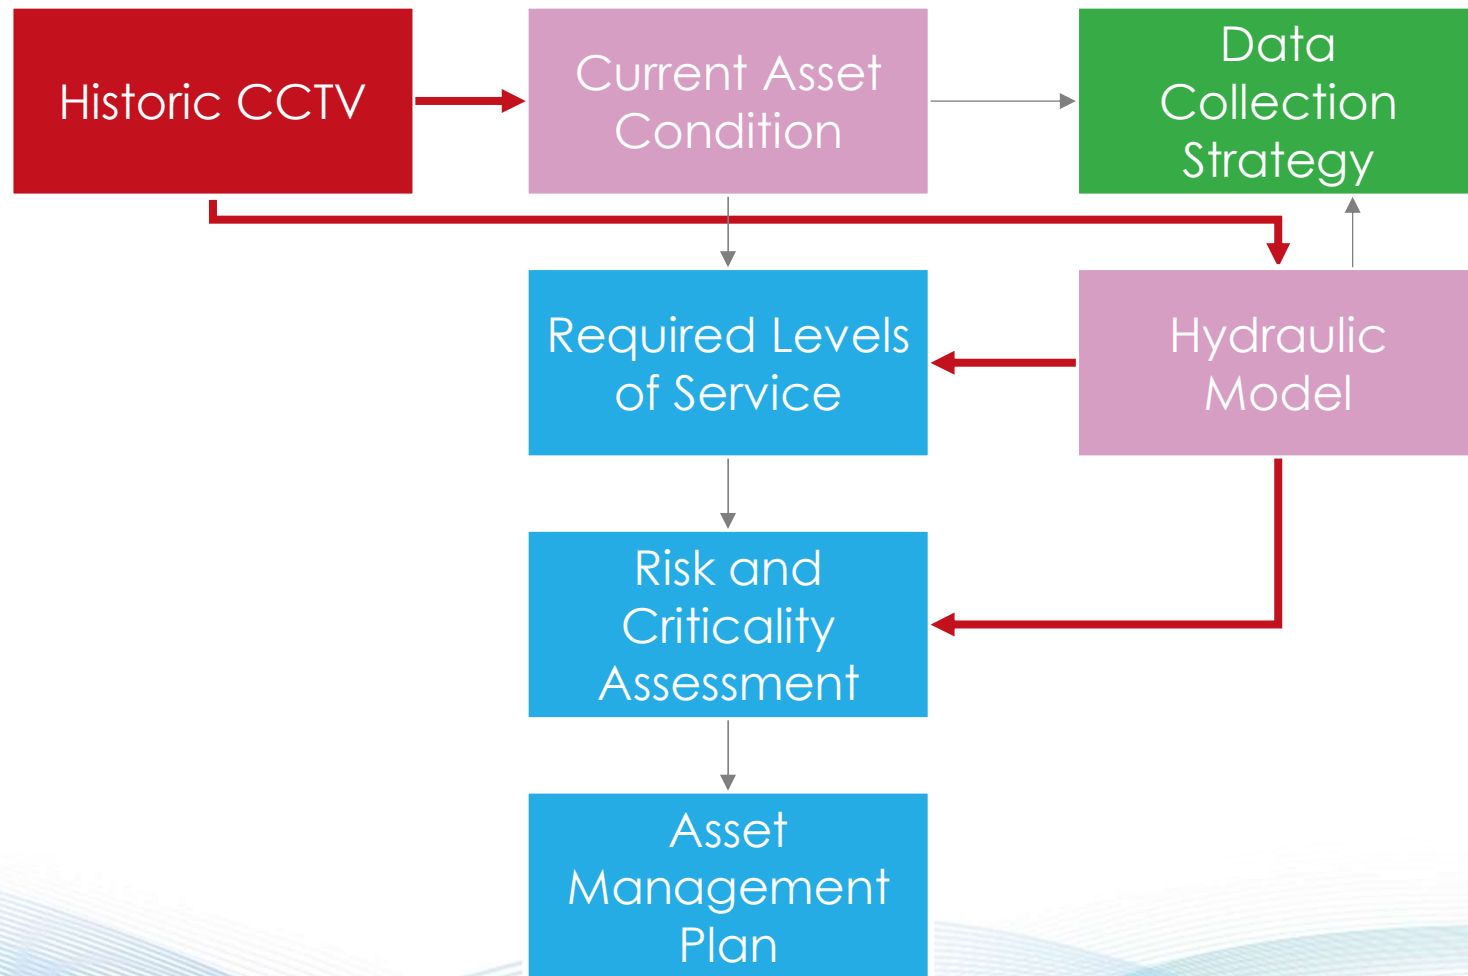 Historic CCTV
Current Asset
Condition
Data
Collection
Strategy
Required Levels
of Service
Hydraulic
Model
Risk and
Criticality
Assessment
Asset
Management
Plan